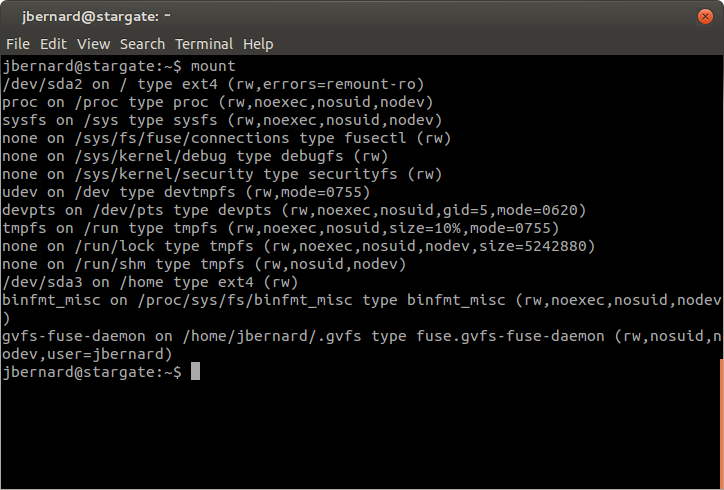 jbernard@stargate: ~
File Edit View Search Terminal Help
jbernard@stargate:~$ mount
/dev/sda2 on / type ext4 (rw,errors=remount-ro)
proc on /proc type proc (rw,noexec,nosuid,nodev)
sysfs on /sys type sysfs (rw,noexec,nosuid,nodev)
none on /sys/fs/fuse/connections type fusectl (rw)
none on /sys/kernel/debug type debugfs (rw)
none on /sys/kernel/security type securityfs (rw)
udev on /dev type devtmpfs (rw,mode=0755)
devpts on /dev/pts type devpts (rw,noexec,nosuid,gid=5,mode=0620)
tmpfs on /run type tmpfs (rw,noexec,nosuid,size=10%,mode=0755)
none on /run/lock type tmpfs (rw,noexec,nosuid,nodev,size=5242880)
none on /run/shm type tmpfs (rw,nosuid,nodev)
/dev/sda3 on /home type ext4 (rw)
binfmt_misc on /proc/sys/fs/binfmt_misc type binfmt_misc (rw,noexec,nosuid,nodev
)
gvfs-fuse-daemon on /home/jbernard/.gvfs type fuse.gvfs-fuse-daemon (rw,nosuid,n
odev,user=jbernard)
jbernard@stargate:~$